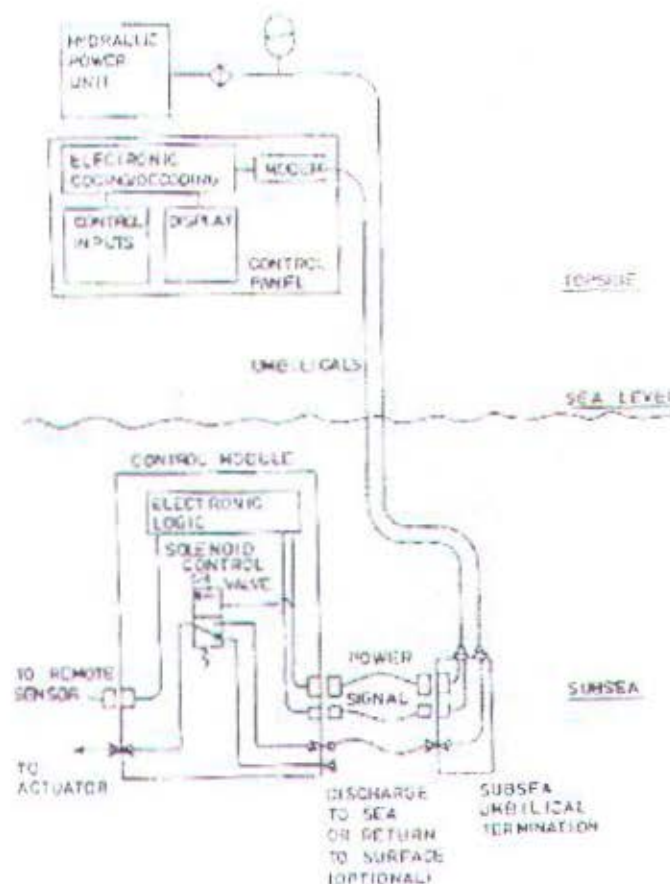 HYDRAULIC
POWER
UNIT
ELECTRONIC
CODING/DECODING
MODEM
CONTROL
INPUTS
DISPLAY
CONTROL
PANEL
TOPSIDE
UMBILICALS
SEA LEVEL
CONTROL MODULE
ELECTRONIC
LOGIC
SOLENOID
CONTROL
VALVE
POWER
TO REMOTE
SENSOR
SIGNAL
SUBSEA
TO
ACTUATOR
DISCHARGE
TO SEA
OR RETURN
TO SURFACE
(OPTIONAL)
SUBSEA
UMBILICAL
TERMINATION